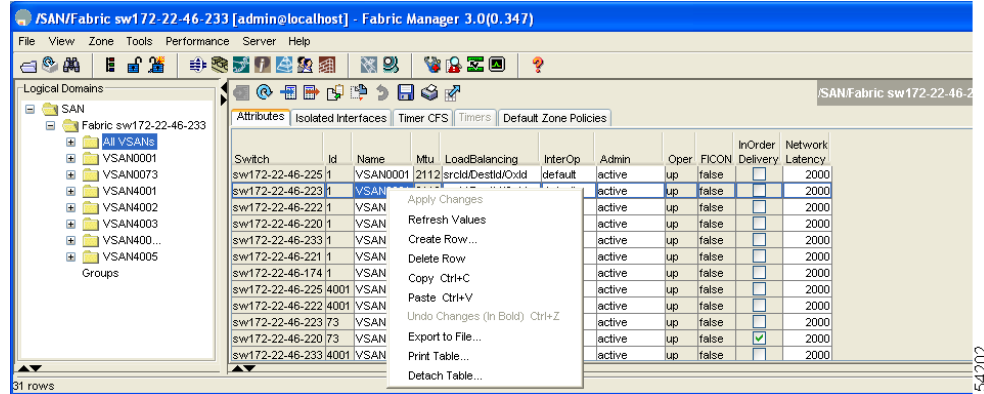 /SAN/Fabric sw172-22-46-233 [admin@localhost] - Fabric Manager 3.0(0.347)
File View Zone Tools Performance Server Help
Logical Domains
/SAN/Fabric sw172-22-46-2
SAN
Fabric sw172-22-46-233
All VSANs
VSAN0001
VSAN0073
VSAN4001
VSAN4002
VSAN4003
VSAN400...
VSAN4005
Groups
Attributes Isolated Interfaces Timer CFS Timers Default Zone Policies
Switch Id Name Mtu LoadBalancing InterOp Admin Oper FICON InOrder Delivery Network Latency
sw172-22-46-225 1 VSAN0001 2112 srcId/DestId/OxId default active up false 2000
sw172-22-46-223 1 VSAN active up false 2000
sw172-22-46-222 1 VSAN active up false 2000
sw172-22-46-220 1 VSAN active up false 2000
sw172-22-46-233 1 VSAN active up false 2000
sw172-22-46-221 1 VSAN active up false 2000
sw172-22-46-174 1 VSAN active up false 2000
sw172-22-46-225 4001 VSAN active up false 2000
sw172-22-46-222 4001 VSAN active up false 2000
sw172-22-46-223 73 VSAN active up false 2000
sw172-22-46-220 73 VSAN active up false 2000
sw172-22-46-233 4001 VSAN active up false 2000
Apply Changes
Refresh Values
Create Row...
Delete Row
Copy Ctrl+C
Paste Ctrl+V
Undo Changes (In Bold) Ctrl+Z
Export to File...
Print Table...
Detach Table...
31 rows
154202